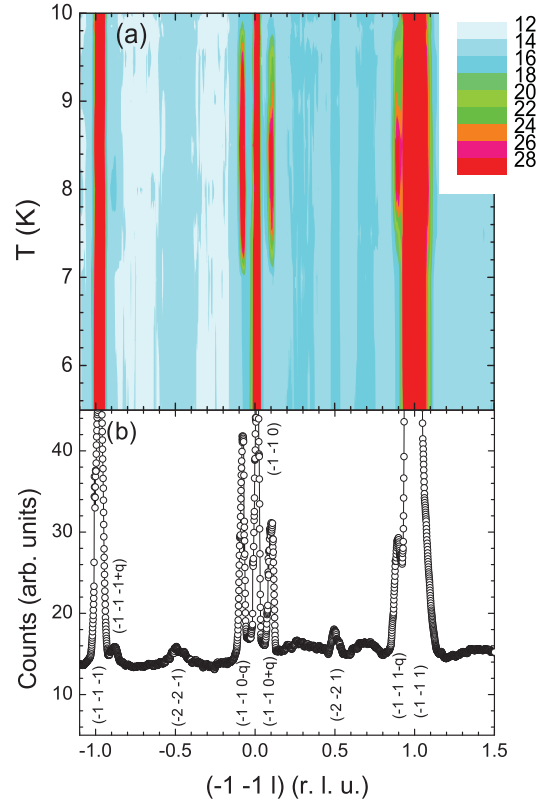 (a)
12
14
16
18
20
22
24
26
28
10
9
8
7
6
T (K)
(b)
40
30
20
10
Counts (arb. units)
(-1 -1 -1)
(-1 -1 -1+q)
(-2 -2 -1)
(-1 -1 0-q)
(-1 -1 0)
(-1 -1 0+q)
(-2 -2 1)
(-1 -1 1-q)
(-1 -1 1)
-1.0 -0.5 0.0 0.5 1.0 1.5
(-1 -1 l) (r. l. u.)